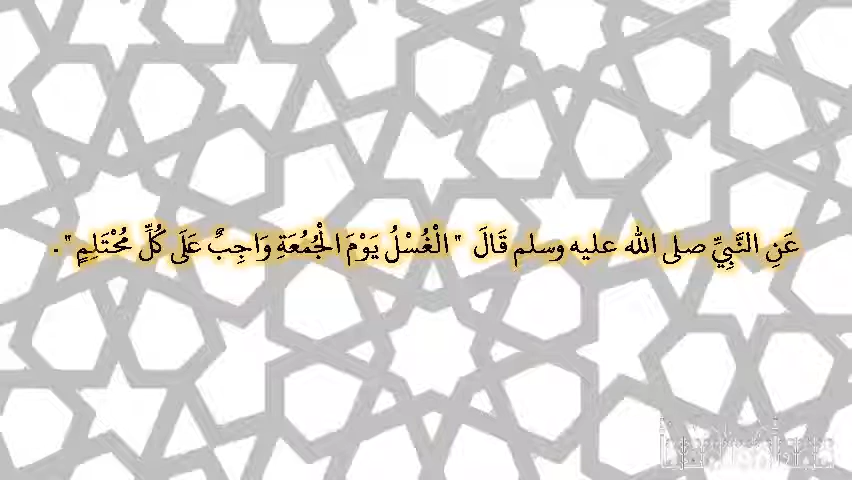 عَنِ النَّبِيِّ صلى الله عليه وسلم قَالَ ‏ "‏ الْغُسْلُ يَوْمَ الْجُمُعَةِ وَاجِبٌ عَلَى كُلِّ مُحْتَلِمٍ ‏"‏ ‏.‏